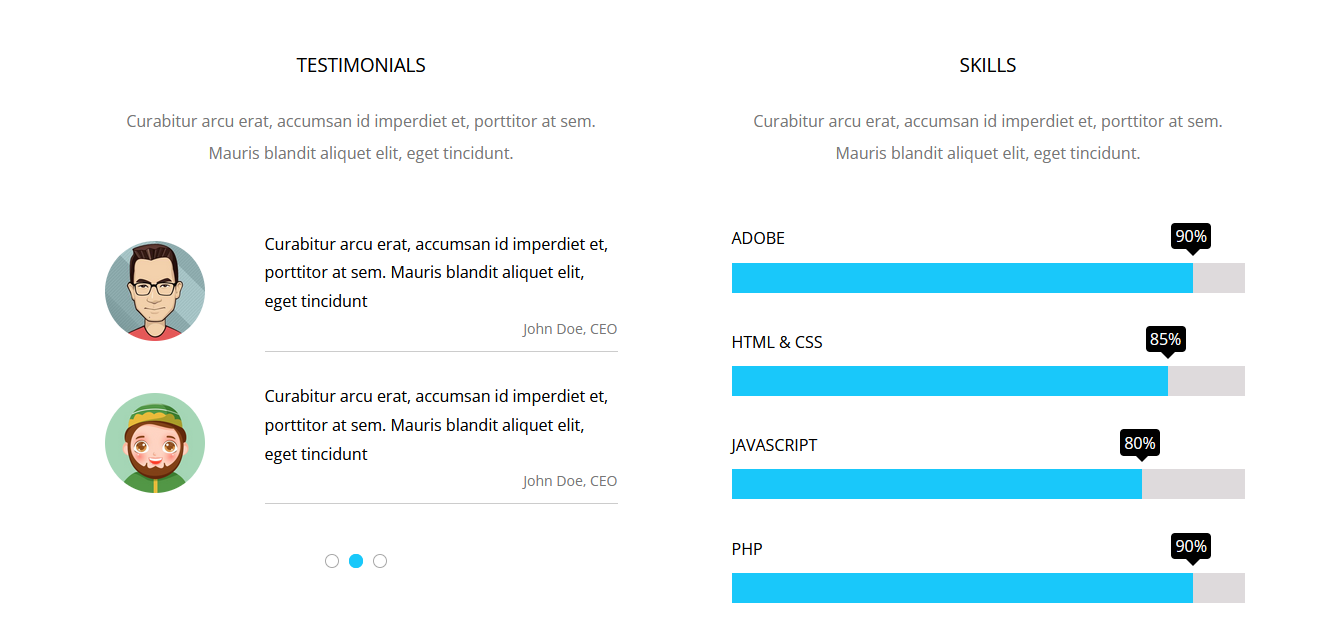 TESTIMONIALS
Curabitur arcu erat, accumsan id imperdiet et, porttitor at sem.
Mauris blandit aliquet elit, eget tincidunt.
Curabitur arcu erat, accumsan id imperdiet et,
porttitor at sem. Mauris blandit aliquet elit,
eget tincidunt
John Doe, CEO
Curabitur arcu erat, accumsan id imperdiet et,
porttitor at sem. Mauris blandit aliquet elit,
eget tincidunt
John Doe, CEO
SKILLS
Curabitur arcu erat, accumsan id imperdiet et, porttitor at sem.
Mauris blandit aliquet elit, eget tincidunt.
ADOBE
90%
HTML & CSS
85%
JAVASCRIPT
80%
PHP
90%